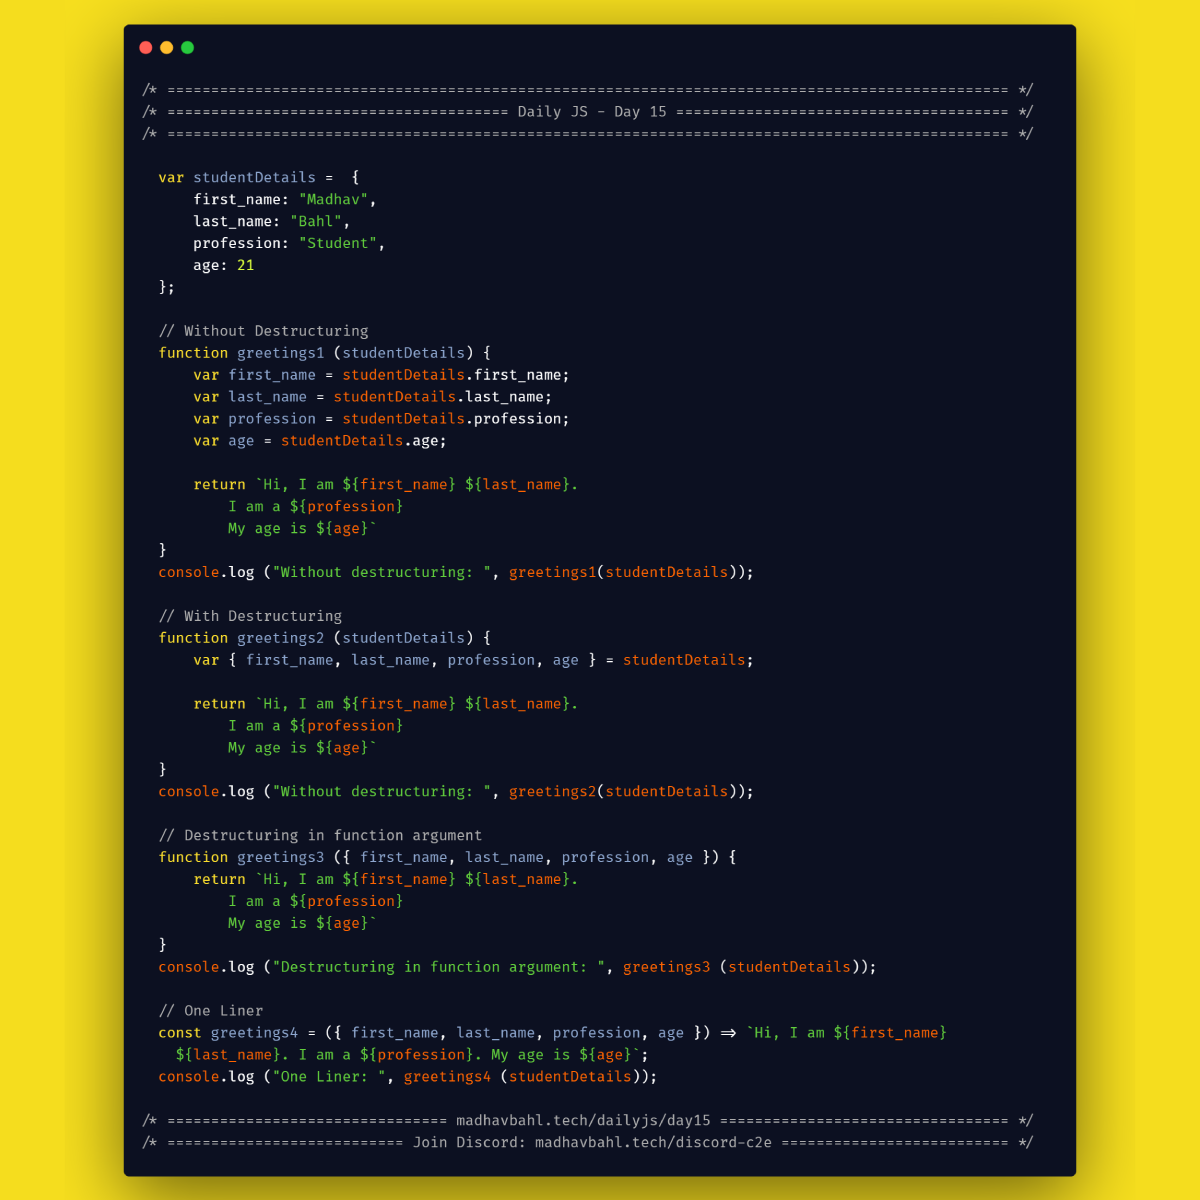 /* ================================================================================================ */
/* ======================================= Daily JS - Day 15 ====================================== */
/* ================================================================================================ */
var studentDetails =  {
    first_name: "Madhav",
    last_name: "Bahl",
    profession: "Student",
    age: 21
};
// Without Destructuring
function greetings1 (studentDetails) {
    var first_name = studentDetails.first_name;
    var last_name = studentDetails.last_name;
    var profession = studentDetails.profession;
    var age = studentDetails.age;
    return `Hi, I am ${first_name} ${last_name}.
        I am a ${profession}
        My age is ${age}`
}
console.log ("Without destructuring: ", greetings1(studentDetails));
// With Destructuring
function greetings2 (studentDetails) {
    var { first_name, last_name, profession, age } = studentDetails;
    return `Hi, I am ${first_name} ${last_name}.
        I am a ${profession}
        My age is ${age}`
}
console.log ("Without destructuring: ", greetings2(studentDetails));
// Destructuring in function argument
function greetings3 ({ first_name, last_name, profession, age }) {
    return `Hi, I am ${first_name} ${last_name}.
        I am a ${profession}
        My age is ${age}`
}
console.log ("Destructuring in function argument: ", greetings3 (studentDetails));
// One Liner
const greetings4 = ({ first_name, last_name, profession, age }) => `Hi, I am ${first_name}
  ${last_name}. I am a ${profession}. My age is ${age}`;
console.log ("One Liner: ", greetings4 (studentDetails));
/* ================================ madhavbahl.tech/dailyjs/day15 ================================= */
/* =========================== Join Discord: madhavbahl.tech/discord-c2e ========================== */